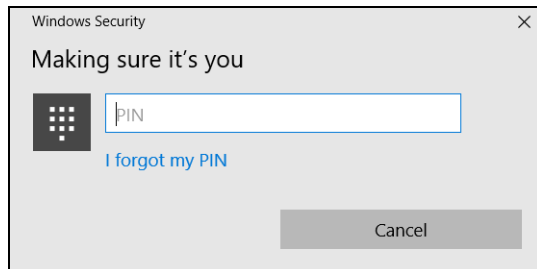 Windows Security
Making sure it's you
PIN
I forgot my PIN
Cancel